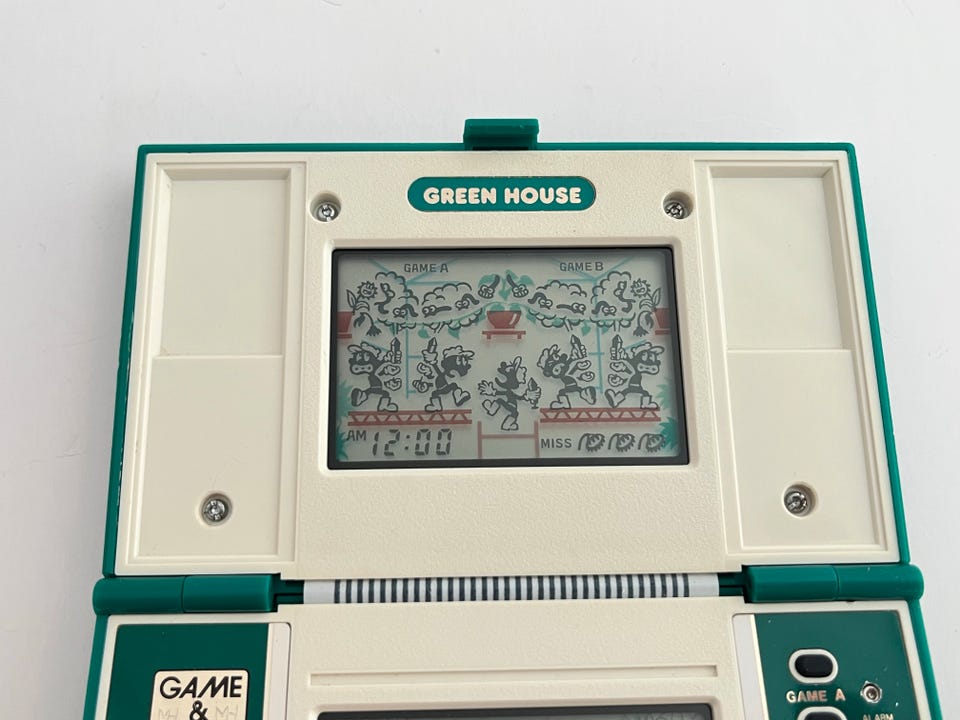 GREEN HOUSE
GAME A
GAME B
AM 12:00
MISS
GAME
&
GAME A
ALARM